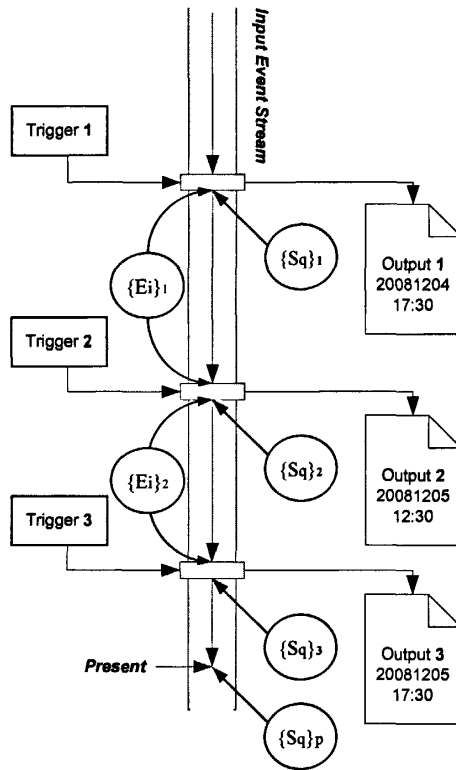 Input Event Stream
Trigger 1
{Sq}1
{Ei}1
Output 1
20081204
17:30
Trigger 2
{Sq}2
{Ei}2
Output 2
20081205
12:30
Trigger 3
{Sq}3
Output 3
20081205
17:30
Present
{Sq}p